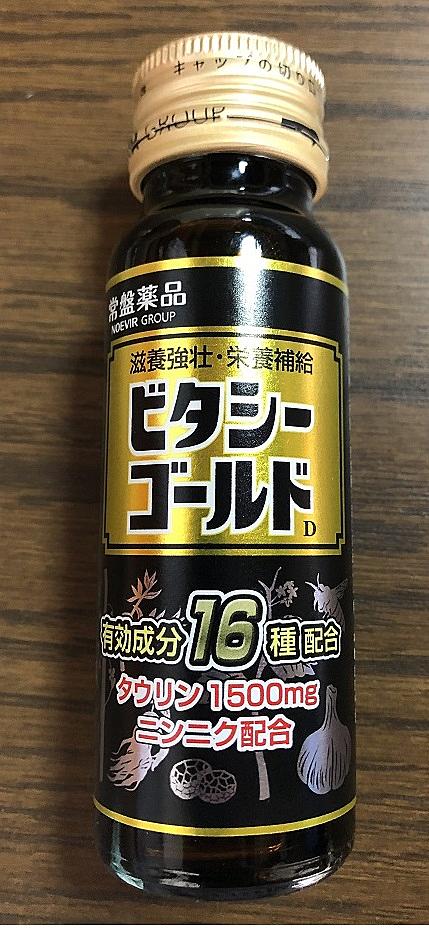 キャップの切り口
GROUP
常盤薬品
NOEVIR GROUP
滋養強壮・栄養補給
ビタシー
ゴールド
D
有効成分16種配合
タウリン1500mg
ニンニク配合